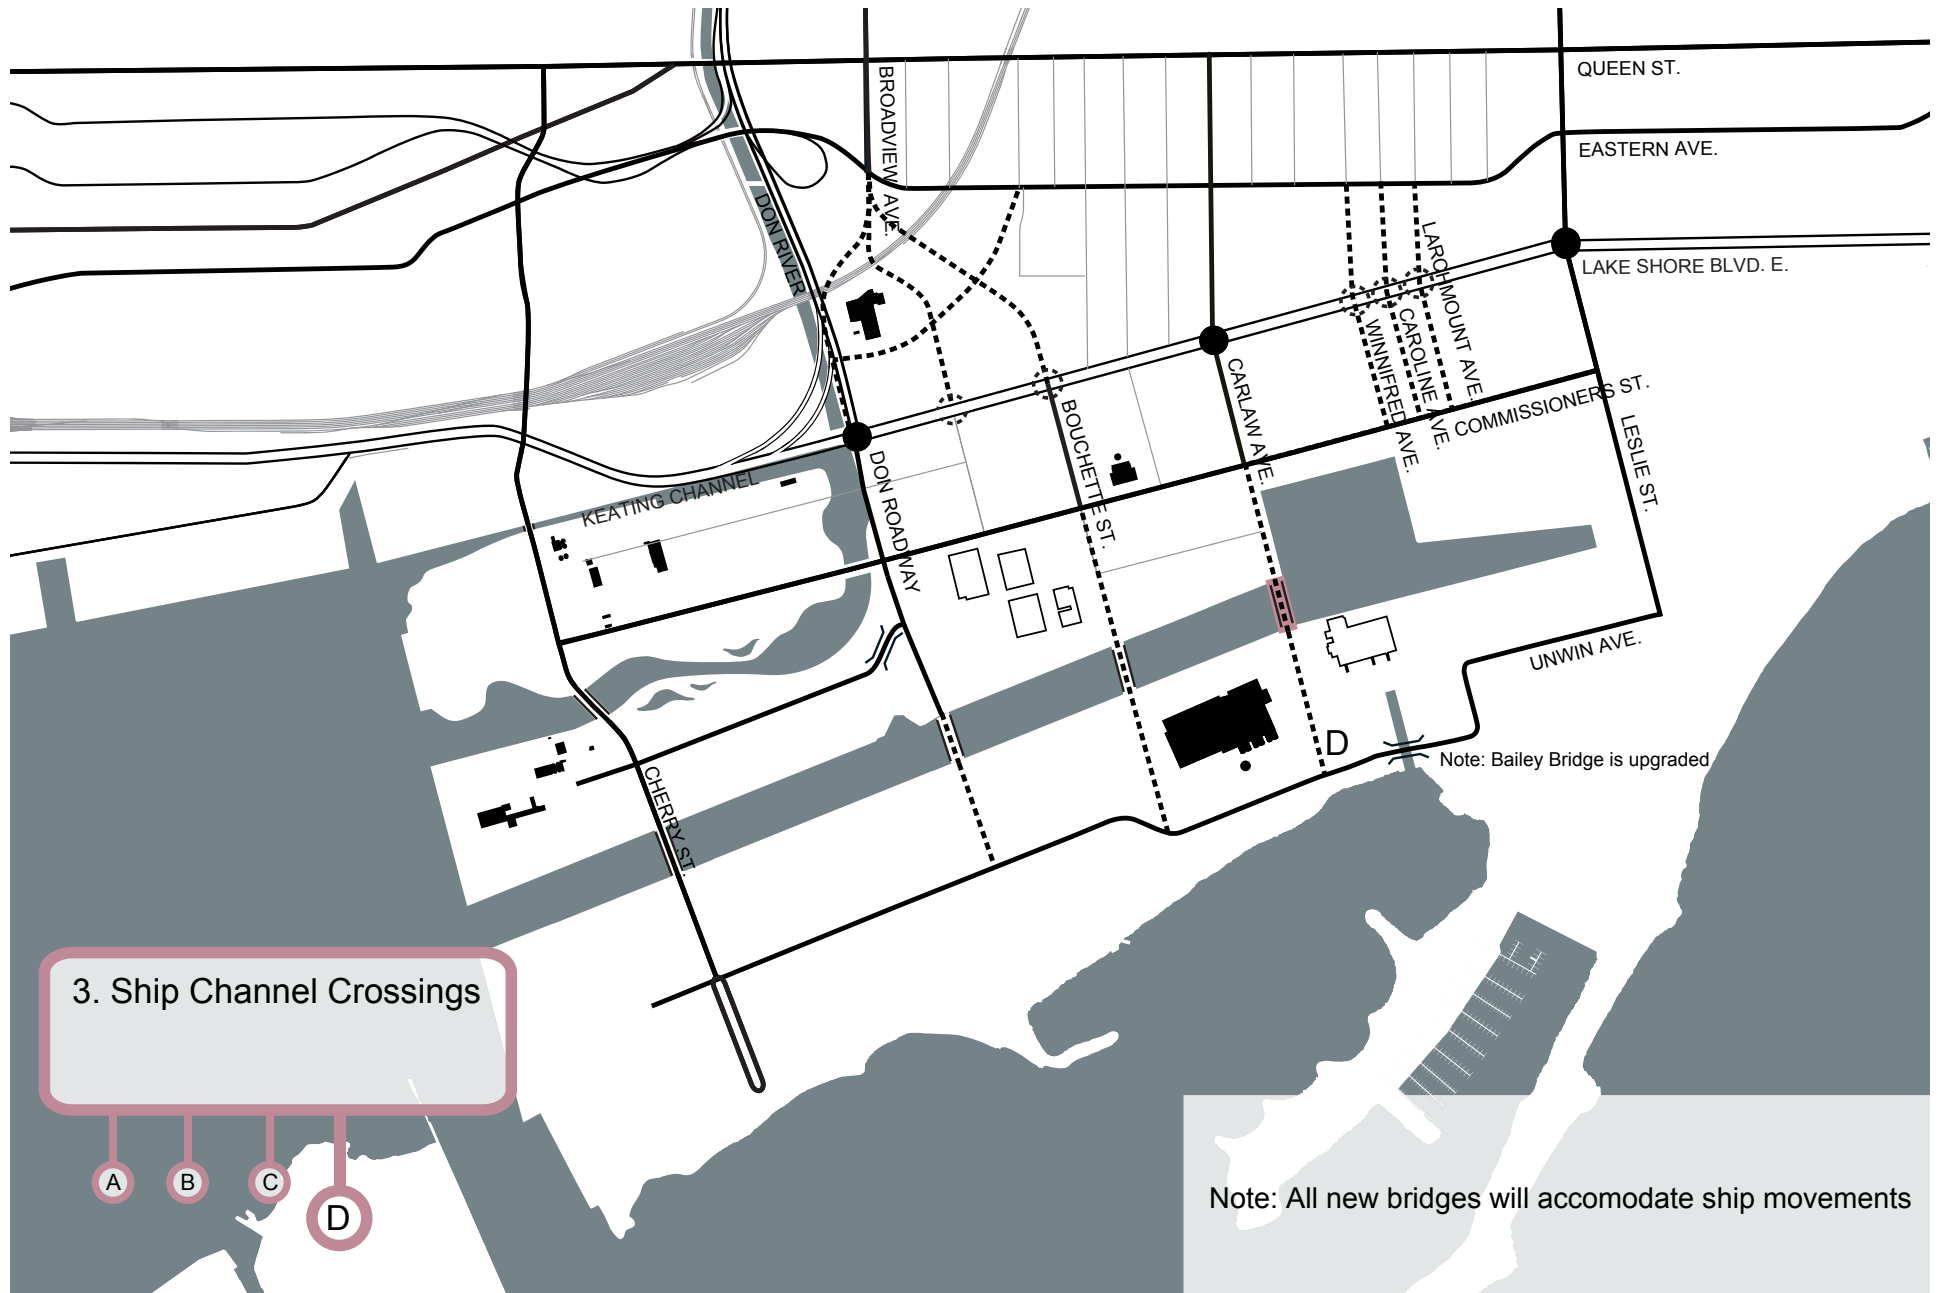 QUEEN ST.
BROADVIEW AVE.
EASTERN AVE.
DON RIVER
LARCHMOUNT AVE.
LAKE SHORE BLVD. E.
WINNIFRED AVE.
CAROLINE AVE.
CARLAW AVE.
COMMISSIONERS ST.
BOUCHETTE ST.
LESLIE ST.
DON ROADWAY
KEATING CHANNEL
UNWIN AVE.
D
Note: Bailey Bridge is upgraded
CHERRY ST.
3. Ship Channel Crossings
A
B
C
D
Note: All new bridges will accomodate ship movements